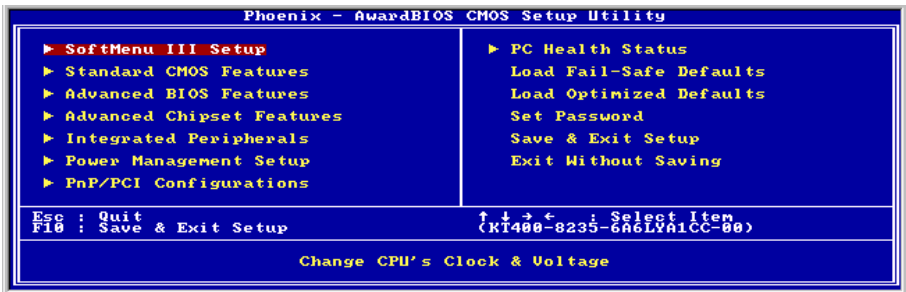 Phoenix - AwardBIOS CMOS Setup Utility
▶ SoftMenu III Setup
▶ Standard CMOS Features
▶ Advanced BIOS Features
▶ Advanced Chipset Features
▶ Integrated Peripherals
▶ Power Management Setup
▶ PnP/PCI Configurations
▶ PC Health Status
Load Fail-Safe Defaults
Load Optimized Defaults
Set Password
Save & Exit Setup
Exit Without Saving
Esc : Quit
F10 : Save & Exit Setup
↑ ↓ → ← : Select Item
(KT400-8235-6A6LYA1CC-00)
Change CPU's Clock & Voltage